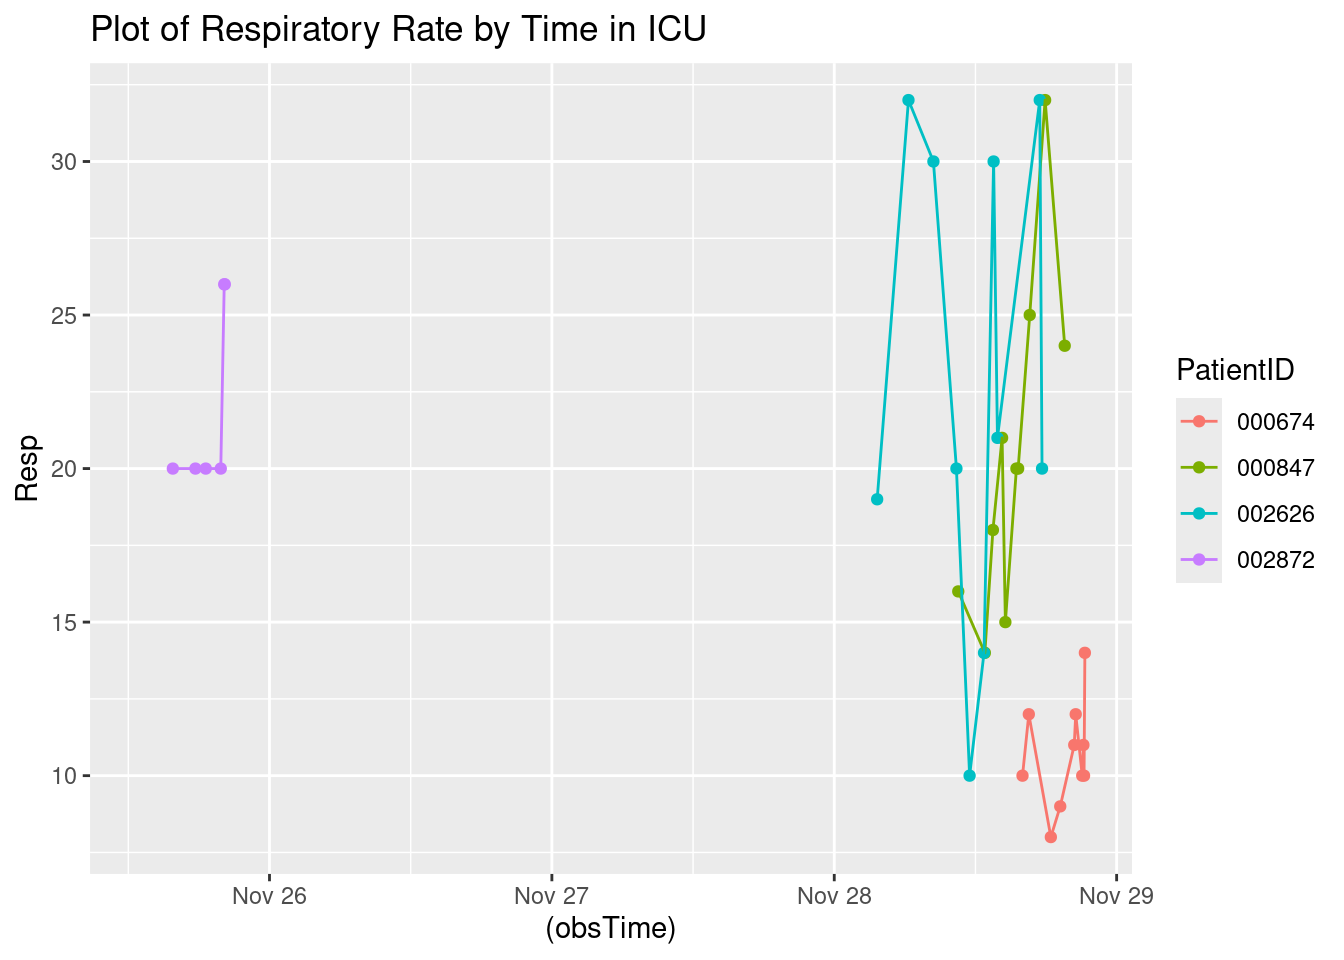 Plot of Respiratory Rate by Time in ICU
30
25
20
15
10
Resp
Nov 26
Nov 27
Nov 28
Nov 29
(obsTime)
PatientID
000674
000847
002626
002872